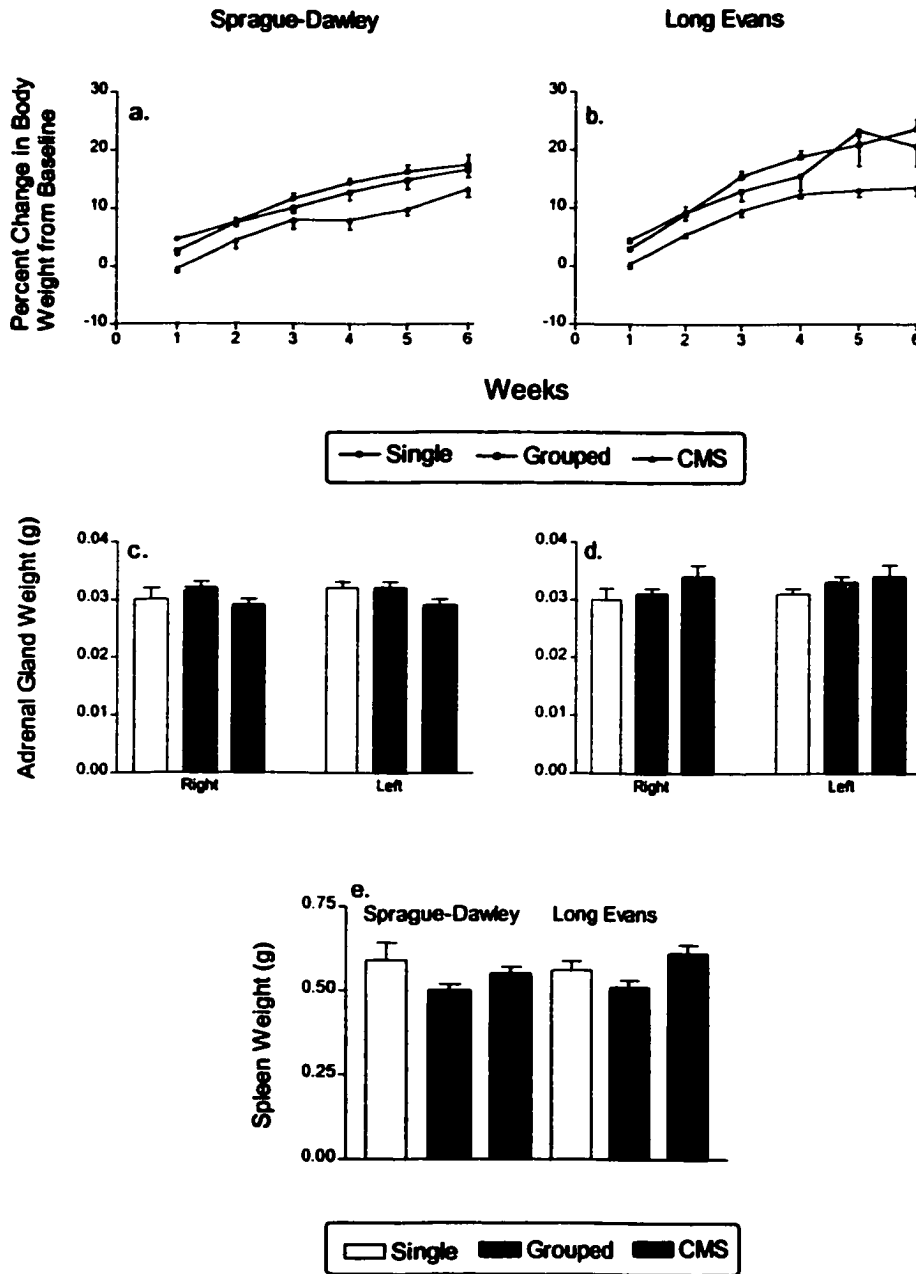 Sprague-Dawley
Long Evans
Percent Change in Body
Weight from Baseline
a.
30
20
10
0
-10
0 1 2 3 4 5 6
b.
30
20
10
0
-10
0 1 2 3 4 5 6
Weeks
Single Grouped CMS
Adrenal Gland Weight (g)
c.
0.04
0.03
0.02
0.01
0.00
Right Left
d.
0.04
0.03
0.02
0.01
0.00
Right Left
e.
Spleen Weight (g)
Sprague-Dawley Long Evans
0.75
0.50
0.25
0.00
Single Grouped CMS